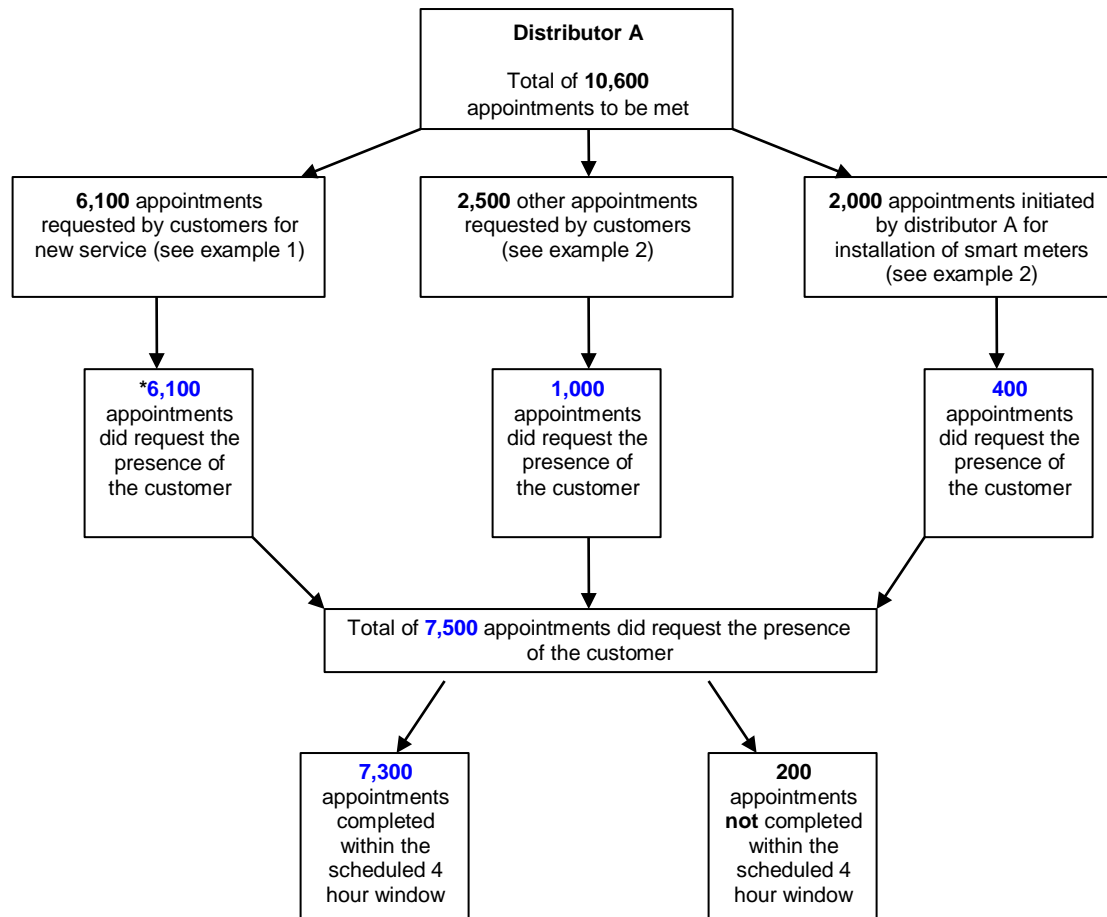 Distributor A
Total of 10,600
appointments to be met
6,100 appointments
requested by customers for
new service (see example 1)
2,500 other appointments
requested by customers
(see example 2)
2,000 appointments initiated
by distributor A for
installation of smart meters
(see example 2)
*6,100
appointments
did request the
presence of
the customer
1,000
appointments
did request the
presence of
the customer
400
appointments
did request the
presence of
the customer
Total of 7,500 appointments did request the presence
of the customer
7,300
appointments
completed
within the
scheduled 4
hour window
200
appointments
not completed
within the
scheduled 4
hour window